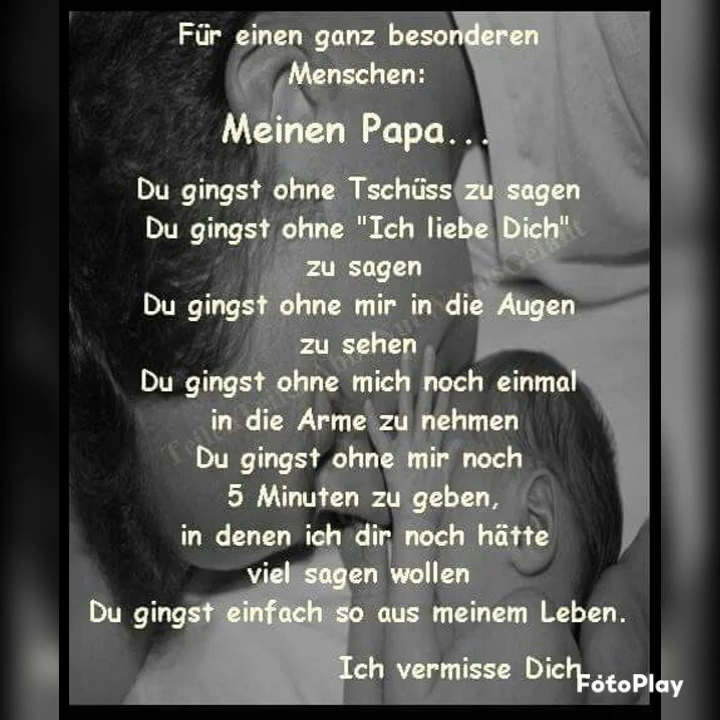 Für einen ganz besonderen
Menschen:
Meinen Papa...
Du gingst ohne Tschüss zu sagen
Du gingst ohne "Ich liebe Dich"
zu sagen
Du gingst ohne mir in die Augen
zu sehen
Du gingst ohne mich noch einmal
in die Arme zu nehmen
Du gingst ohne mir noch
5 Minuten zu geben,
in denen ich dir noch hätte
viel sagen wollen
Du gingst einfach so aus meinem Leben.
Ich vermisse Dich
FotoPlay